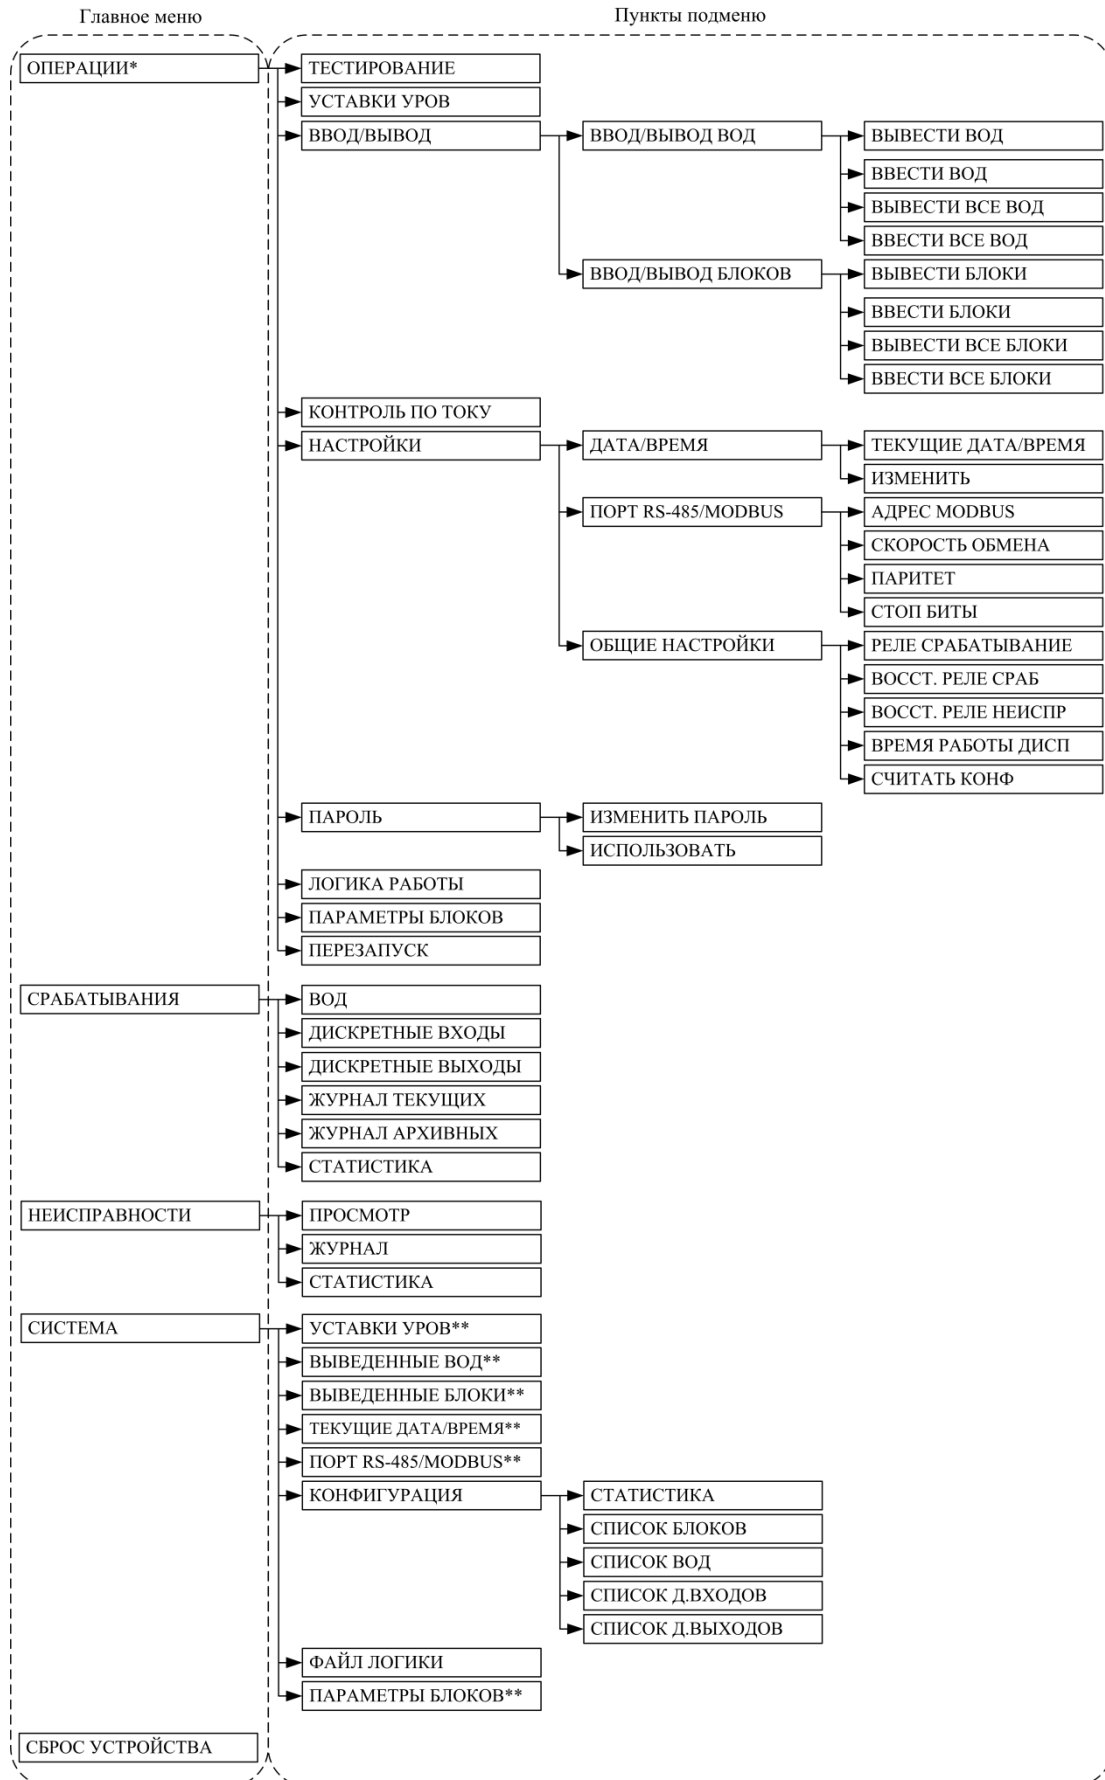 Главное меню
Пункты подменю
ОПЕРАЦИИ*
ТЕСТИРОВАНИЕ
УСТАВКИ УРОВ
ВВОД/ВЫВОД
ВВОД/ВЫВОД ВОД
ВЫВЕСТИ ВОД
ВВЕСТИ ВОД
ВЫВЕСТИ ВСЕ ВОД
ВВЕСТИ ВСЕ ВОД
ВВОД/ВЫВОД БЛОКОВ
ВЫВЕСТИ БЛОКИ
ВВЕСТИ БЛОКИ
ВЫВЕСТИ ВСЕ БЛОКИ
ВВЕСТИ ВСЕ БЛОКИ
КОНТРОЛЬ ПО ТОКУ
НАСТРОЙКИ
ДАТА/ВРЕМЯ
ТЕКУЩИЕ ДАТА/ВРЕМЯ
ИЗМЕНИТЬ
ПОРТ RS-485/MODBUS
АДРЕС MODBUS
СКОРОСТЬ ОБМЕНА
ПАРИТЕТ
СТОП БИТЫ
ОБЩИЕ НАСТРОЙКИ
РЕЛЕ СРАБАТЫВАНИЕ
ВОССТ. РЕЛЕ СРАБ
ВОССТ. РЕЛЕ НЕИСПР
ВРЕМЯ РАБОТЫ ДИСП
СЧИТАТЬ КОНФ
ПАРОЛЬ
ИЗМЕНИТЬ ПАРОЛЬ
ИСПОЛЬЗОВАТЬ
ЛОГИКА РАБОТЫ
ПАРАМЕТРЫ БЛОКОВ
ПЕРЕЗАПУСК
СРАБАТЫВАНИЯ
ВОД
ДИСКРЕТНЫЕ ВХОДЫ
ДИСКРЕТНЫЕ ВЫХОДЫ
ЖУРНАЛ ТЕКУЩИХ
ЖУРНАЛ АРХИВНЫХ
СТАТИСТИКА
НЕИСПРАВНОСТИ
ПРОСМОТР
ЖУРНАЛ
СТАТИСТИКА
СИСТЕМА
УСТАВКИ УРОВ**
ВЫВЕДЕННЫЕ ВОД**
ВЫВЕДЕННЫЕ БЛОКИ**
ТЕКУЩИЕ ДАТА/ВРЕМЯ**
ПОРТ RS-485/MODBUS**
КОНФИГУРАЦИЯ
СТАТИСТИКА
СПИСОК БЛОКОВ
СПИСОК ВОД
СПИСОК Д.ВХОДОВ
СПИСОК Д.ВЫХОДОВ
ФАЙЛ ЛОГИКИ
ПАРАМЕТРЫ БЛОКОВ**
СБРОС УСТРОЙСТВА